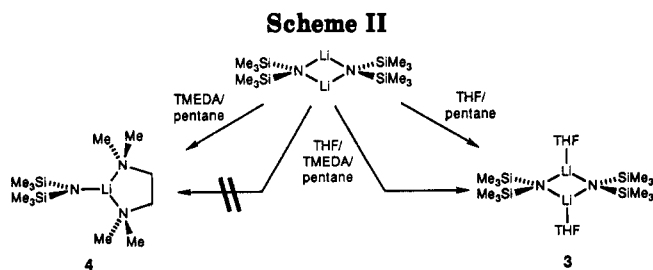 Scheme II
Li
Me3Si
Me3Si
N
N
SiMe3
SiMe3
Li
TMEDA/
pentane
THF/
pentane
THF/
TMEDA/
pentane
Me
Me
N
Me3Si
Me3Si
N
Li
N
Me
Me
4
THF
Li
Me3Si
Me3Si
N
N
SiMe3
SiMe3
Li
THF
3